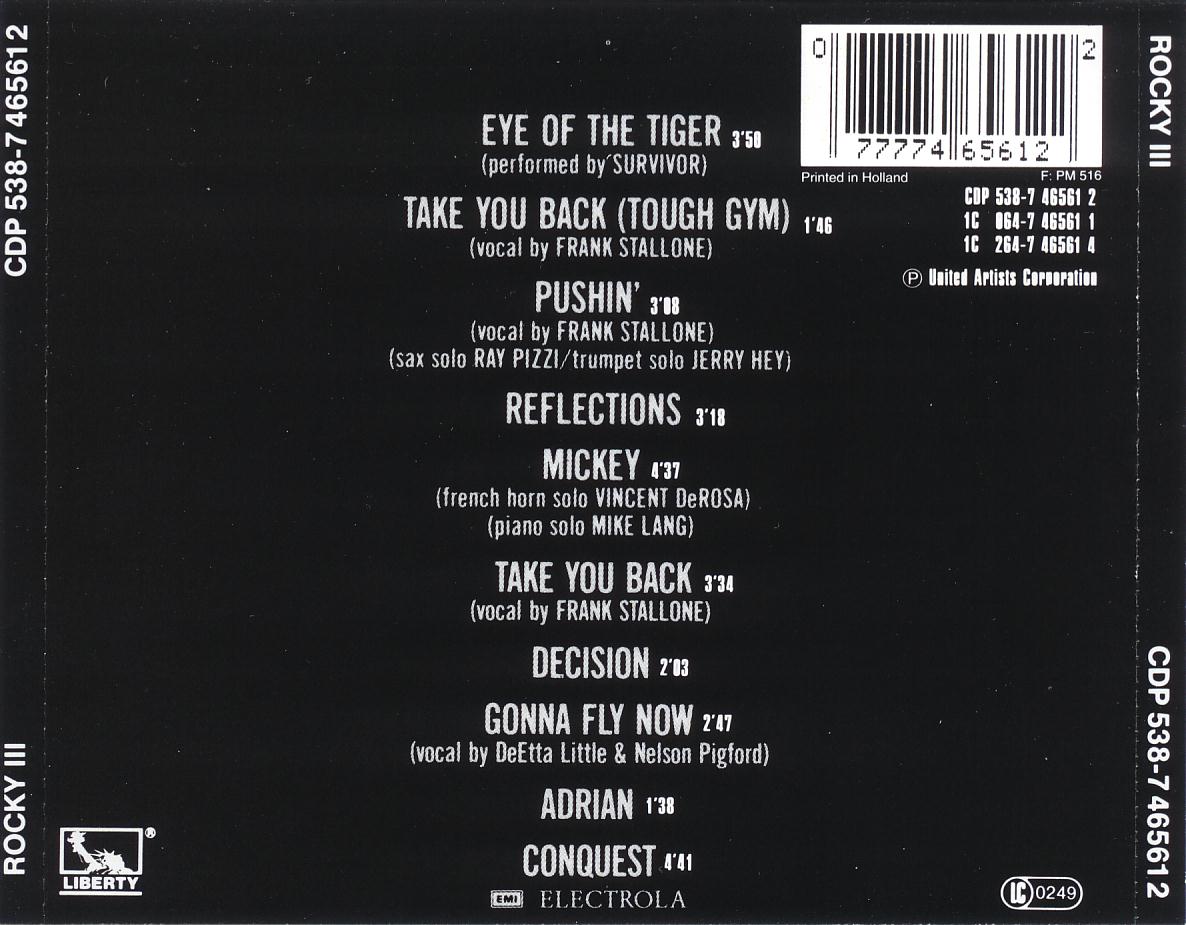 CDP 538-7 46561 2
ROCKY III
EYE OF THE TIGER 3'50
(performed by SURVIVOR)
TAKE YOU BACK (TOUGH GYM) 1'46
(vocal by FRANK STALLONE)
PUSHIN' 3'08
(vocal by FRANK STALLONE)
(sax solo RAY PIZZI/trumpet solo JERRY HEY)
REFLECTIONS 3'18
MICKEY 4'37
(french horn solo VINCENT DeROSA)
(piano solo MIKE LANG)
TAKE YOU BACK 3'34
(vocal by FRANK STALLONE)
DECISION 2'03
GONNA FLY NOW 2'47
(vocal by DeEtta Little & Nelson Pigford)
ADRIAN 1'38
CONQUEST 4'41
EMI ELECTROLA
LIBERTY ®
0 77774 65612 2
Printed in Holland F: PM 516
CDP 538-7 46561 2
1C 064-7 46561 1
1C 264-7 46561 4
Ⓟ United Artists Corporation
LC 0249
ROCKY III
CDP 538-7 46561 2